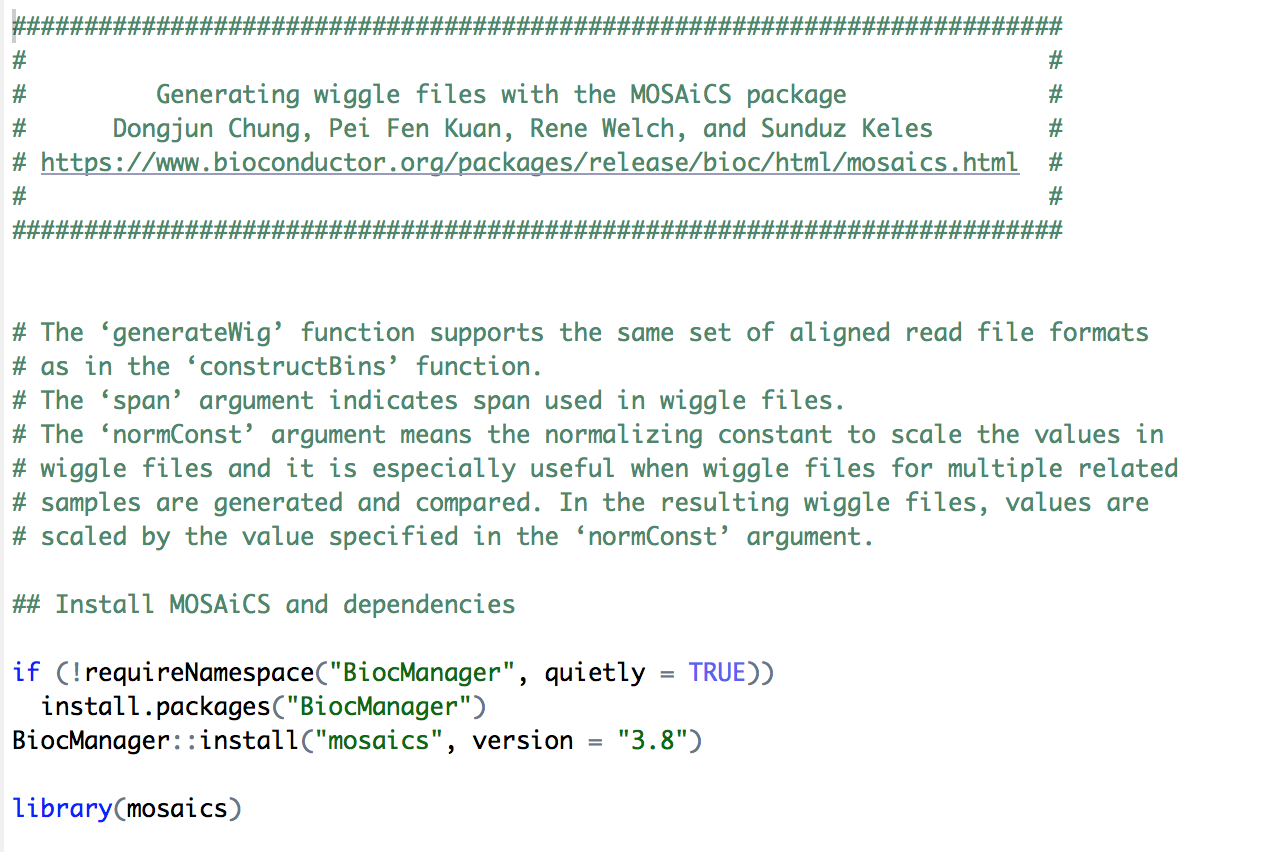 #########################################################################
# #
# Generating wiggle files with the MOSAiCS package #
# Dongjun Chung, Pei Fen Kuan, Rene Welch, and Sunduz Keles #
# https://www.bioconductor.org/packages/release/bioc/html/mosaics.html #
# #
#########################################################################
# The ‘generateWig’ function supports the same set of aligned read file formats
# as in the ‘constructBins’ function.
# The ‘span’ argument indicates span used in wiggle files.
# The ‘normConst’ argument means the normalizing constant to scale the values in
# wiggle files and it is especially useful when wiggle files for multiple related
# samples are generated and compared. In the resulting wiggle files, values are
# scaled by the value specified in the ‘normConst’ argument.
## Install MOSAiCS and dependencies
if (!requireNamespace("BiocManager", quietly = TRUE))
  install.packages("BiocManager")
BiocManager::install("mosaics", version = "3.8")
library(mosaics)